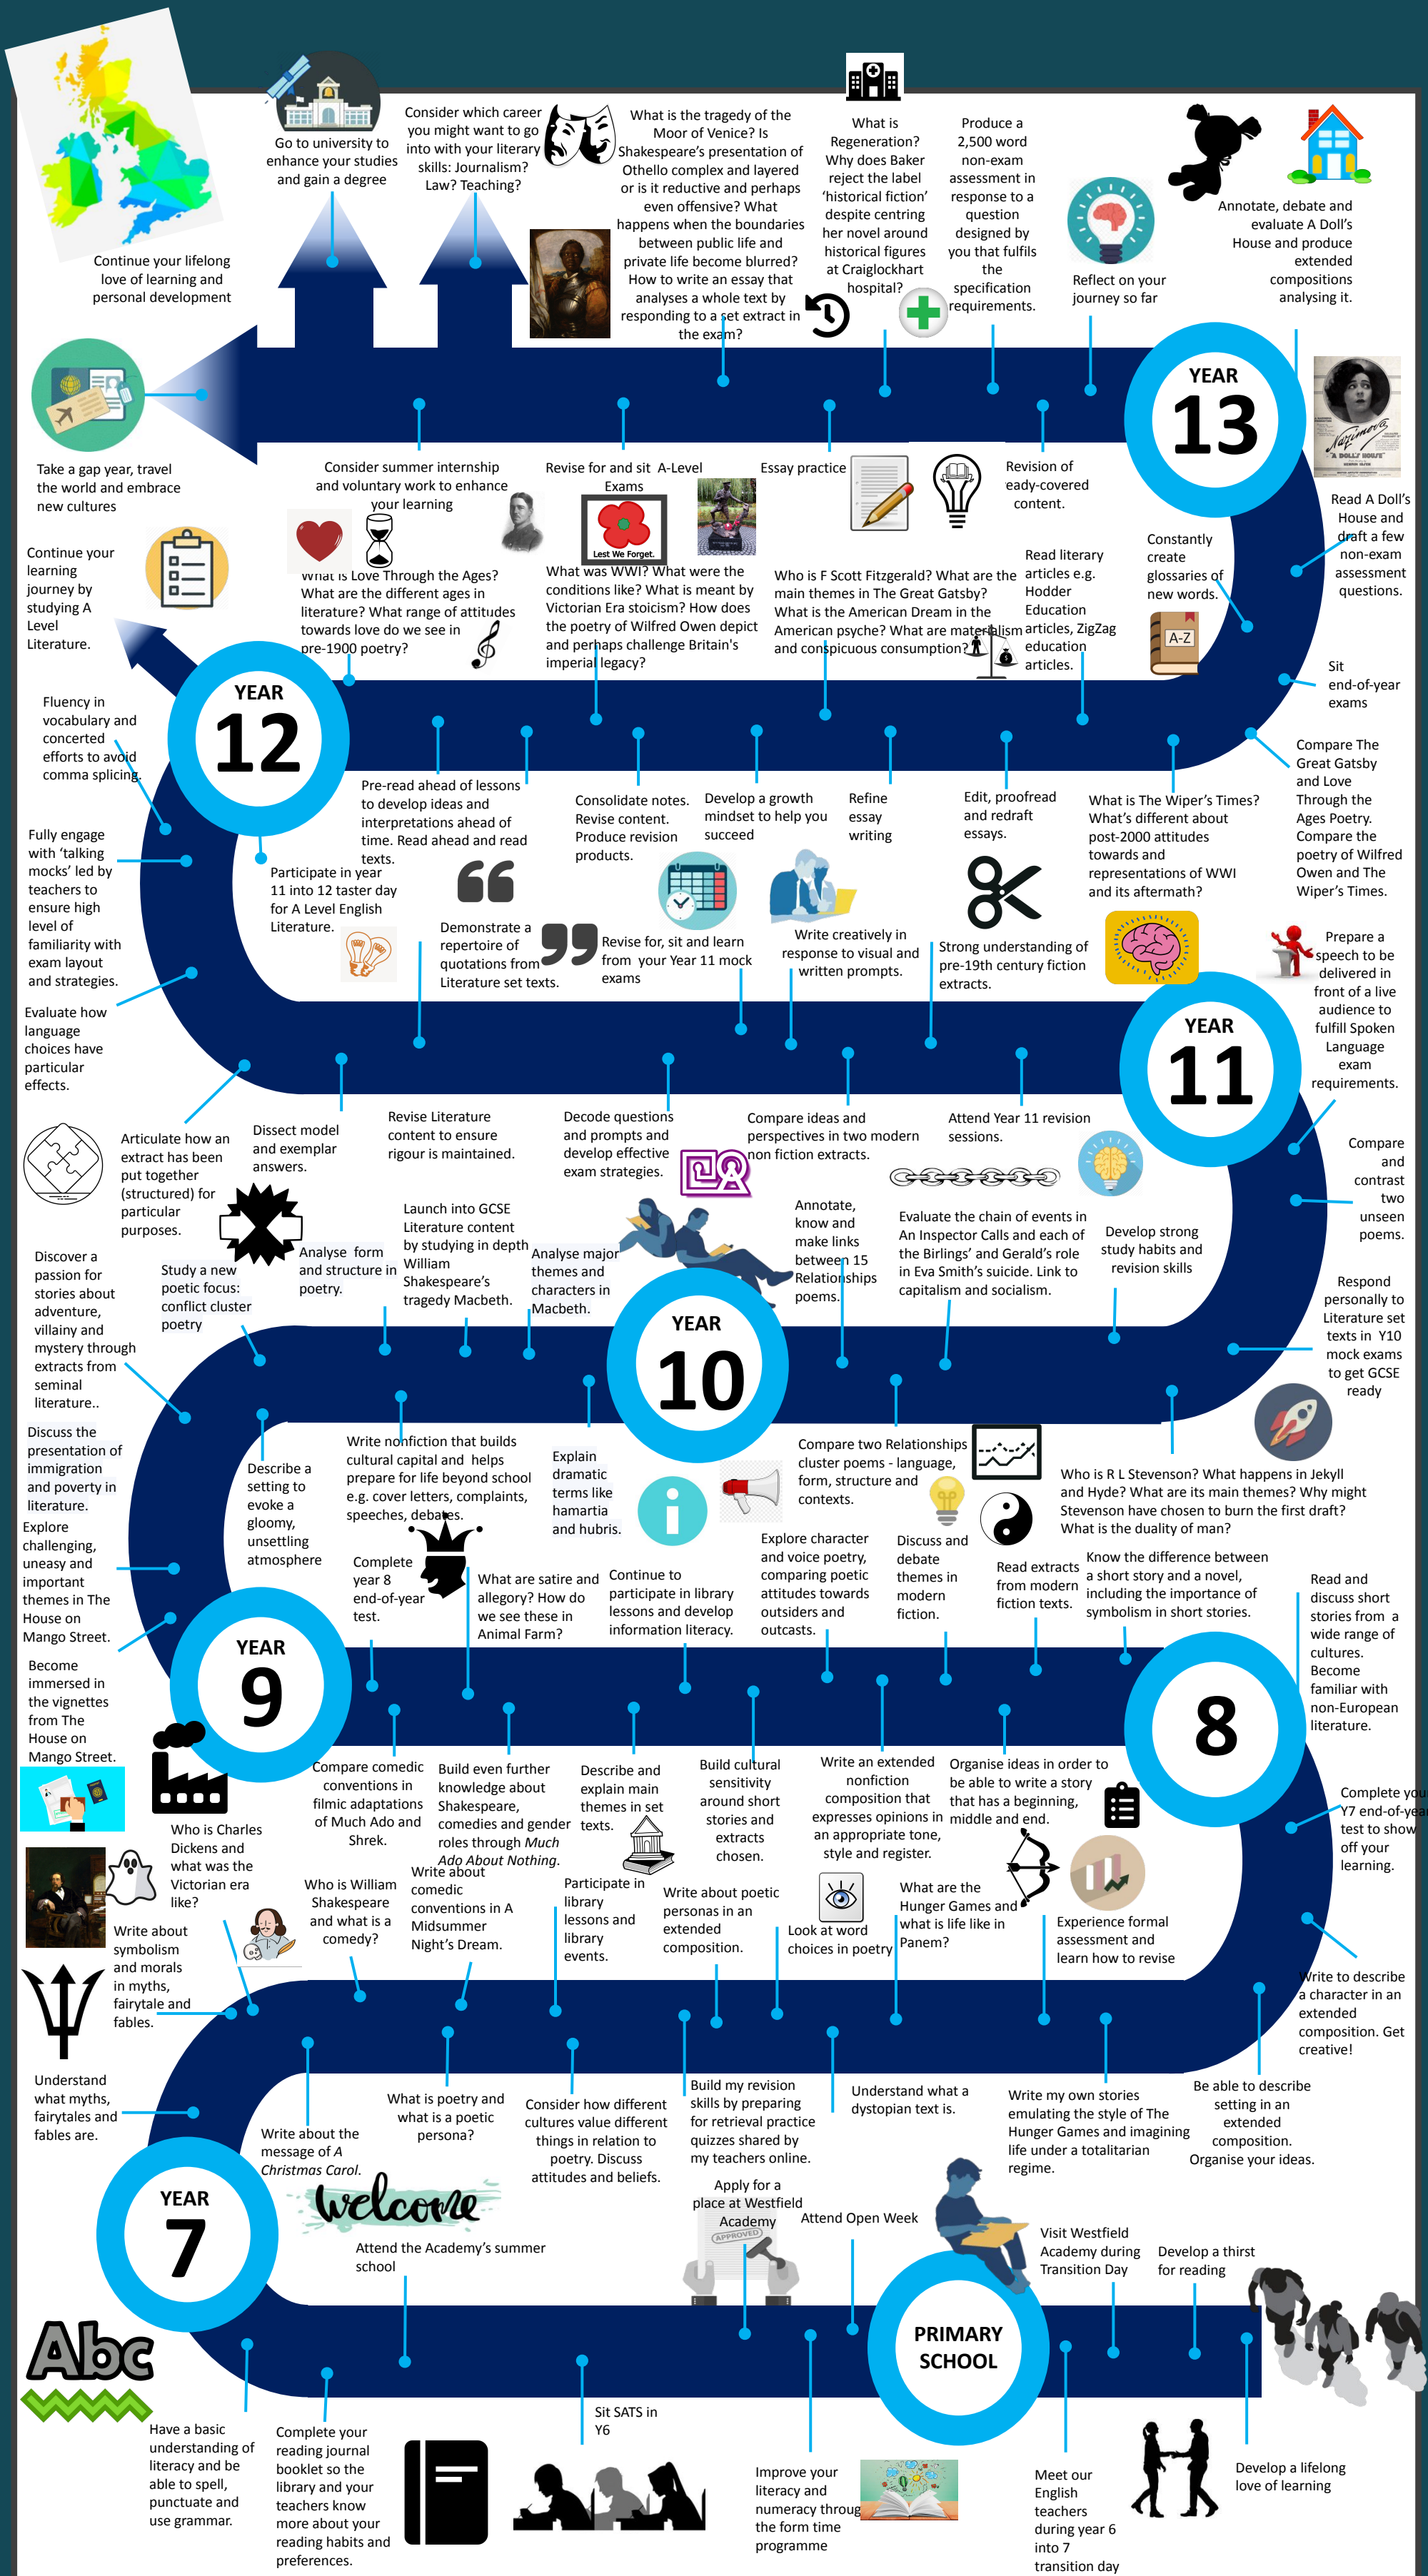 Go to university to
enhance your studies
and gain a degree
Consider which career
you might want to go
into with your literary
skills: Journalism?
Law? Teaching?
What is the tragedy of the
Moor of Venice? Is
Shakespeare's presentation of
Othello complex and layered
or is it reductive and perhaps
even offensive? What
happens when the boundaries
between public life and
private life become blurred?
How to write an essay that
analyses a whole text by
responding to a set extract in
the exam?
What is
Regeneration?
Why does Baker
reject the label
‘historical fiction’
despite centring
her novel around
historical figures
at Craiglockhart
hospital?
Produce a
2,500 word
non-exam
assessment in
response to a
question
designed by
you that fulfils
the
specification
requirements.
Reflect on your
journey so far
Annotate, debate and
evaluate A Doll's
House and produce
extended
compositions
analysing it.
Continue your lifelong
love of learning and
personal development
YEAR
13
Nazimova
"A DOLL'S HOUSE"
Take a gap year, travel
the world and embrace
new cultures
Consider summer internship
and voluntary work to enhance
your learning
Revise for and sit A-Level
Exams
Lest We Forget.
Essay practice
Revision of
eady-covered
content.
Read A Doll's
House and
draft a few
non-exam
assessment
questions.
Continue your
learning
journey by
studying A
Level
Literature.
What is Love Through the Ages?
What are the different ages in
literature? What range of attitudes
towards love do we see in
pre-1900 poetry?
What was WWI? What were the
conditions like? What is meant by
Victorian Era stoicism? How does
the poetry of Wilfred Owen depict
and perhaps challenge Britain's
imperial legacy?
Who is F Scott Fitzgerald? What are the
main themes in The Great Gatsby?
What is the American Dream in the
American psyche? What are materialism
and conspicuous consumption?
Read literary
articles e.g.
Hodder
Education
articles, ZigZag
education
articles.
Constantly
create
glossaries of
new words.
A-Z
Sit
end-of-year
exams
YEAR
12
Fluency in
vocabulary and
concerted
efforts to avoid
comma splicing.
Pre-read ahead of lessons
to develop ideas and
interpretations ahead of
time. Read ahead and read
texts.
Consolidate notes.
Revise content.
Produce revision
products.
Develop a growth
mindset to help you
succeed
Refine
essay
writing
Edit, proofread
and redraft
essays.
What is The Wiper's Times?
What's different about
post-2000 attitudes
towards and
representations of WWI
and its aftermath?
Compare The
Great Gatsby
and Love
Through the
Ages Poetry.
Compare the
poetry of Wilfred
Owen and The
Wiper's Times.
Fully engage
with ‘talking
mocks’ led by
teachers to
ensure high
level of
familiarity with
exam layout
and strategies.
Participate in year
11 into 12 taster day
for A Level English
Literature.
Demonstrate a
repertoire of
quotations from
Literature set texts.
Revise for, sit and learn
from your Year 11 mock
exams
Write creatively in
response to visual and
written prompts.
Strong understanding of
pre-19th century fiction
extracts.
Prepare a
speech to be
delivered in
front of a live
audience to
fulfill Spoken
Language
exam
requirements.
Evaluate how
language
choices have
particular
effects.
YEAR
11
Articulate how an
extract has been
put together
(structured) for
particular
purposes.
Dissect model
and exemplar
answers.
Revise Literature
content to ensure
rigour is maintained.
Decode questions
and prompts and
develop effective
exam strategies.
Compare ideas and
perspectives in two modern
non fiction extracts.
Attend Year 11 revision
sessions.
Compare
and
contrast
two
unseen
poems.
Discover a
passion for
stories about
adventure,
villainy and
mystery through
extracts from
seminal
literature..
Study a new
poetic focus:
conflict cluster
poetry
Analyse form
and structure in
poetry.
Launch into GCSE
Literature content
by studying in depth
William
Shakespeare's
tragedy Macbeth.
Analyse major
themes and
characters in
Macbeth.
Annotate,
know and
make links
between 15
Relationships
poems.
Evaluate the chain of events in
An Inspector Calls and each of
the Birlings’ and Gerald's role
in Eva Smith's suicide. Link to
capitalism and socialism.
Develop strong
study habits and
revision skills
Respond
personally to
Literature set
texts in Y10
mock exams
to get GCSE
ready
YEAR
10
Discuss the
presentation of
immigration
and poverty in
literature.
Describe a
setting to
evoke a
gloomy,
unsettling
atmosphere
Write nonfiction that builds
cultural capital and helps
prepare for life beyond school
e.g. cover letters, complaints,
speeches, debates.
Explain
dramatic
terms like
hamartia
and hubris.
Compare two Relationships
cluster poems - language,
form, structure and
contexts.
Who is R L Stevenson? What happens in Jekyll
and Hyde? What are its main themes? Why might
Stevenson have chosen to burn the first draft?
What is the duality of man?
Explore
challenging,
uneasy and
important
themes in The
House on
Mango Street.
Complete
year 8
end-of-year
test.
What are satire and
allegory? How do
we see these in
Animal Farm?
Continue to
participate in library
lessons and develop
information literacy.
Explore character
and voice poetry,
comparing poetic
attitudes towards
outsiders and
outcasts.
Discuss and
debate
themes in
modern
fiction.
Read extracts
from modern
fiction texts.
Know the difference between
a short story and a novel,
including the importance of
symbolism in short stories.
Read and
discuss short
stories from a
wide range of
cultures.
Become
familiar with
non-European
literature.
YEAR
9
8
Become
immersed in
the vignettes
from The
House on
Mango Street.
Compare comedic
conventions in
filmic adaptations
of Much Ado and
Shrek.
Build even further
knowledge about
Shakespeare,
comedies and gender
roles through Much
Ado About Nothing.
Describe and
explain main
themes in set
texts.
Build cultural
sensitivity
around short
stories and
extracts
chosen.
Write an extended
nonfiction
composition that
expresses opinions in
an appropriate tone,
style and register.
Organise ideas in order to
be able to write a story
that has a beginning,
middle and end.
Complete you
Y7 end-of-year
test to show
off your
learning.
Who is Charles
Dickens and
what was the
Victorian era
like?
Who is William
Shakespeare
and what is a
comedy?
Write about
comedic
conventions in A
Midsummer
Night's Dream.
Participate in
library
lessons and
library
events.
Write about poetic
personas in an
extended
composition.
Look at word
choices in poetry
What are the
Hunger Games and
what is life like in
Panem?
Experience formal
assessment and
learn how to revise
Write about
symbolism
and morals
in myths,
fairytale and
fables.
Write to describe
a character in an
extended
composition. Get
creative!
Understand
what myths,
fairytales and
fables are.
Write about the
message of A
Christmas Carol.
What is poetry and
what is a poetic
persona?
Consider how different
cultures value different
things in relation to
poetry. Discuss
attitudes and beliefs.
Build my revision
skills by preparing
for retrieval practice
quizzes shared by
my teachers online.
Understand what a
dystopian text is.
Write my own stories
emulating the style of The
Hunger Games and imagining
life under a totalitarian
regime.
Be able to describe
setting in an
extended
composition.
Organise your ideas.
YEAR
7
welcome
Attend the Academy's summer
school
Apply for a
place at Westfield
Academy
APPROVED
Attend Open Week
Visit Westfield
Academy during
Transition Day
Develop a thirst
for reading
PRIMARY
SCHOOL
Abc
Have a basic
understanding of
literacy and be
able to spell,
punctuate and
use grammar.
Complete your
reading journal
booklet so the
library and your
teachers know
more about your
reading habits and
preferences.
Sit SATS in
Y6
Improve your
literacy and
numeracy throug
the form time
programme
Meet our
English
teachers
during year 6
into 7
transition day
Develop a lifelong
love of learning